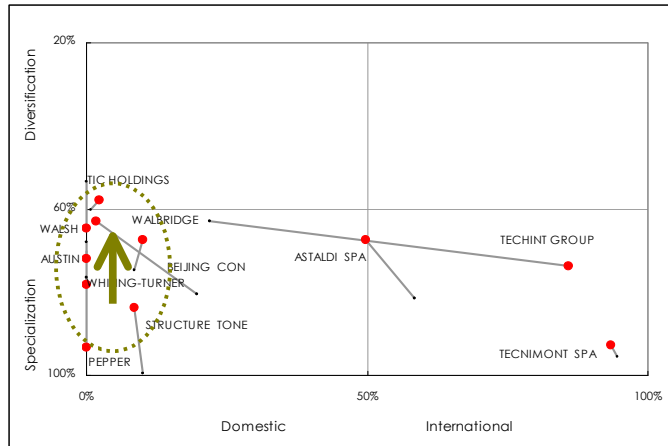 20%
Diversification
TIC HOLDINGS
60%
WALBRIDGE
WALSH
TECHINT GROUP
ASTALDI SPA
AUSTIN
BEIJING CON
WHITING-TURNER
STRUCTURE TONE
Specialization
TECNIMONT SPA
PEPPER
100%
0%
50%
100%
Domestic
International